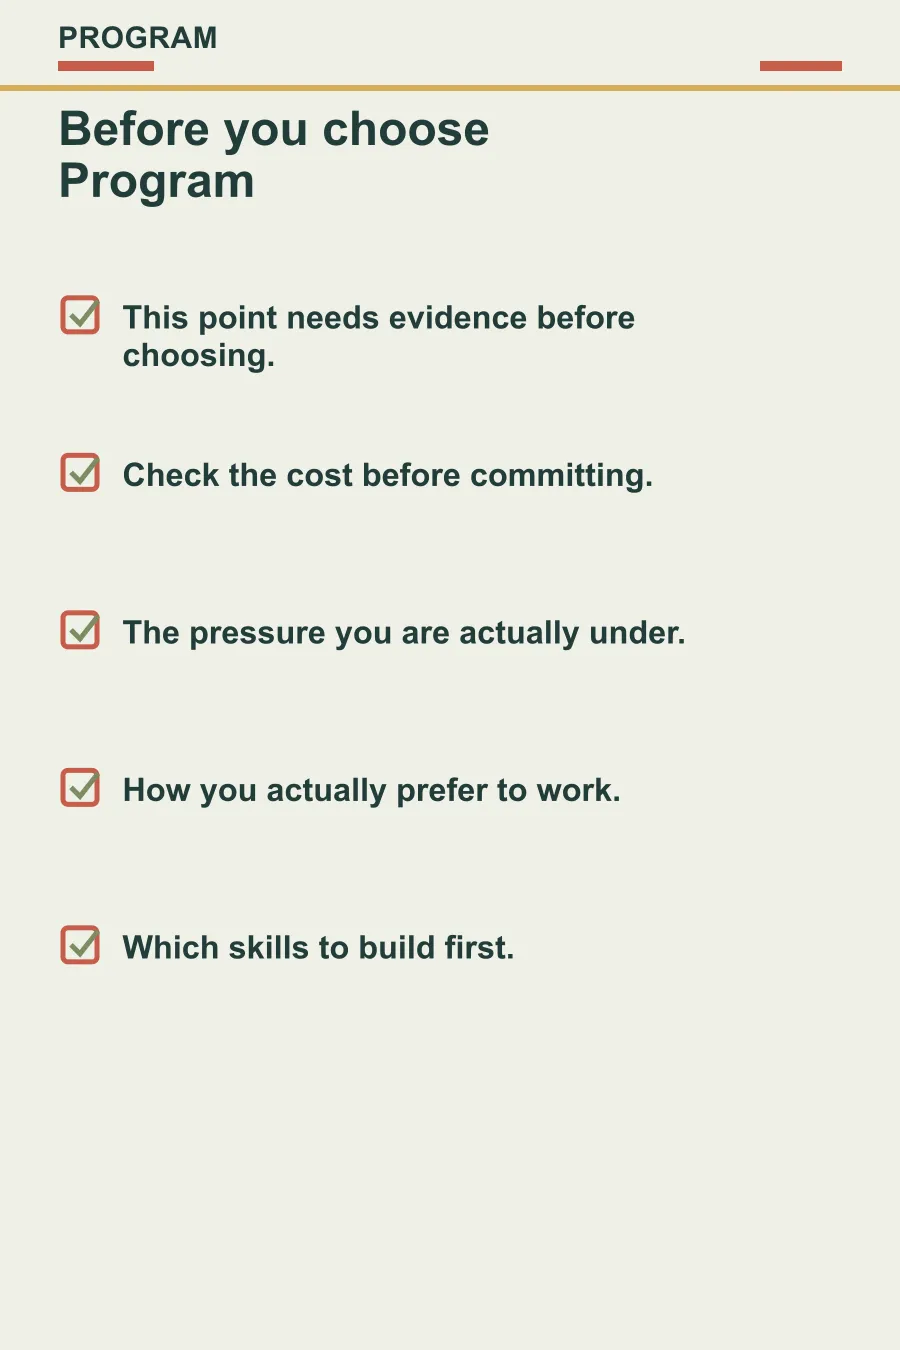 PROGRAM
Before you choose
Program
This point needs evidence before
choosing.
Check the cost before committing.
The pressure you are actually under.
How you actually prefer to work.
Which skills to build first.